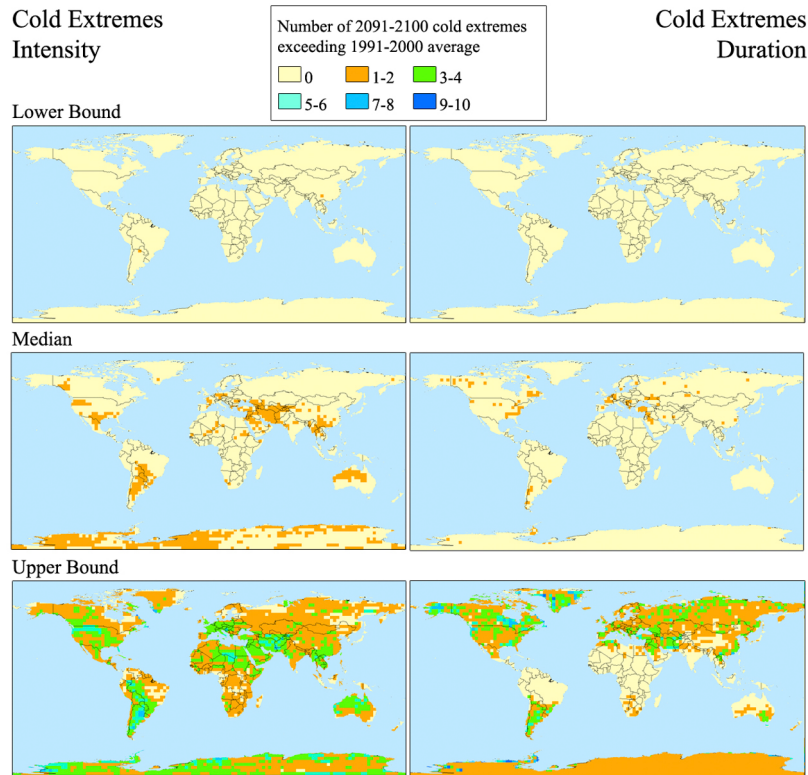 Cold Extremes
Intensity
Number of 2091-2100 cold extremes
exceeding 1991-2000 average
0
1-2
3-4
5-6
7-8
9-10
Cold Extremes
Duration
Lower Bound
Median
Upper Bound